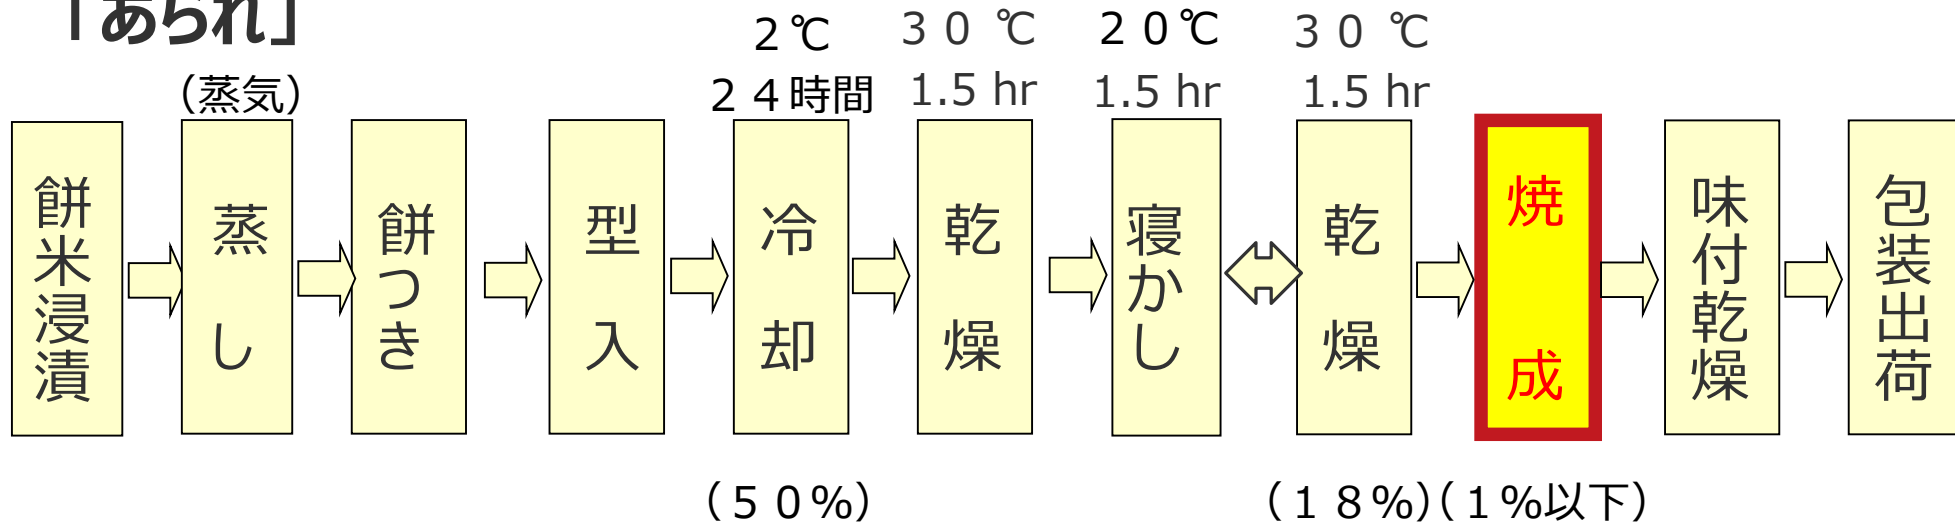 「あられ」
2℃
２４時間
３０℃
1.5 hr
２０℃
1.5 hr
３０℃
1.5 hr
（蒸気）
餅米浸漬
蒸し
餅つき
型入
冷却
乾燥
寝かし
乾燥
焼成
味付乾燥
包装出荷
（５０%）
（１８%）
（1%以下）